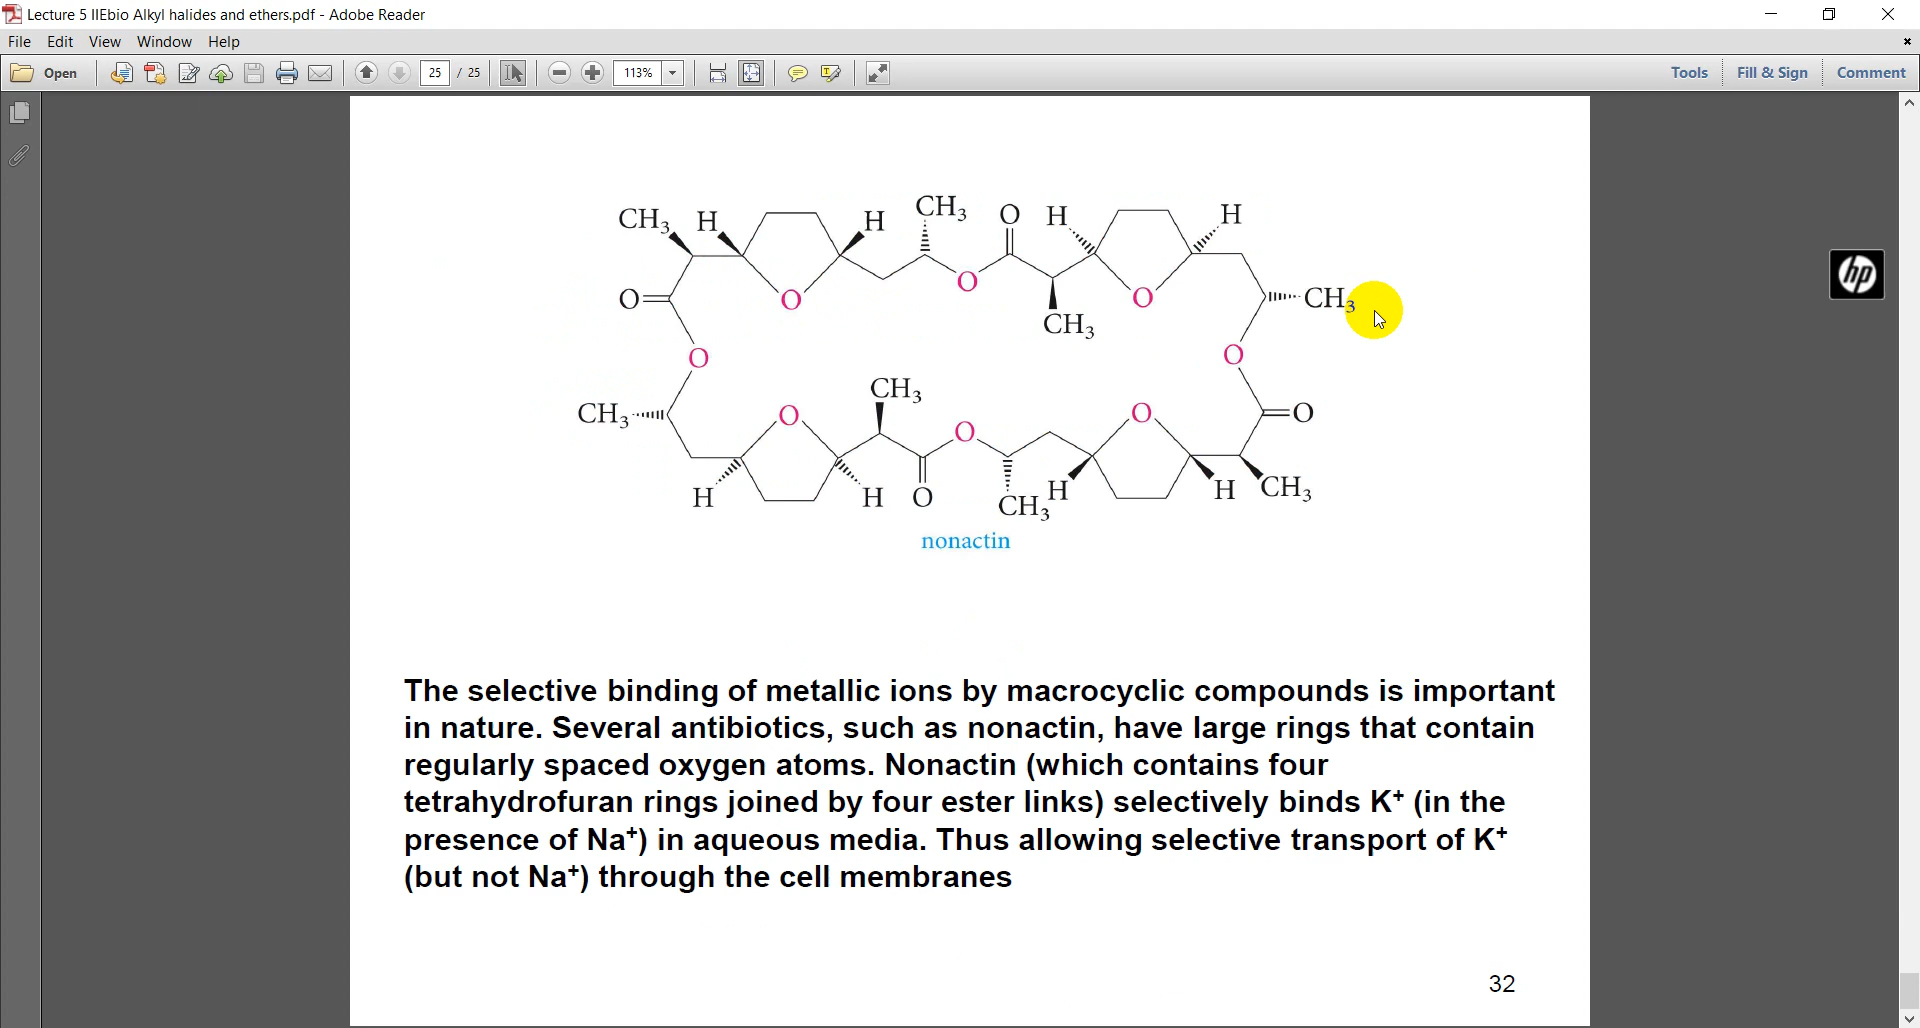 Lecture 5 IIEbio Alkyl halides and ethers.pdf - Adobe Reader
File Edit View Window Help
Open 25 / 25 113% Tools Fill & Sign Comment
CH3 H H CH3 O H H
O O O O CH3
CH3
O O
CH3 O CH3 O O O
O
H H O CH3 H H CH3
nonactin
The selective binding of metallic ions by macrocyclic compounds is important
in nature. Several antibiotics, such as nonactin, have large rings that contain
regularly spaced oxygen atoms. Nonactin (which contains four
tetrahydrofuran rings joined by four ester links) selectively binds K+ (in the
presence of Na+) in aqueous media. Thus allowing selective transport of K+
(but not Na+) through the cell membranes
32
hp